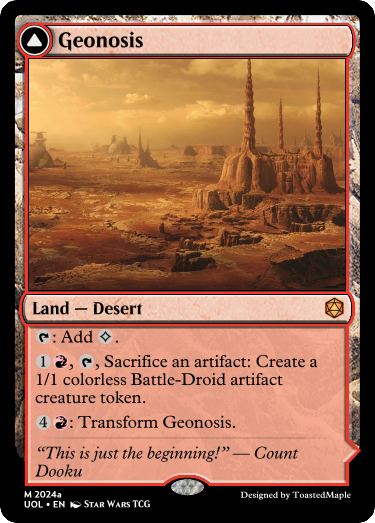 Geonosis
Land — Desert
: Add .
1 , , Sacrifice an artifact: Create a
1/1 colorless Battle-Droid artifact
creature token.
4 : Transform Geonosis.
“This is just the beginning!” — Count
Dooku
M 2024a
UOL • EN Star Wars TCG
Designed by ToastedMaple